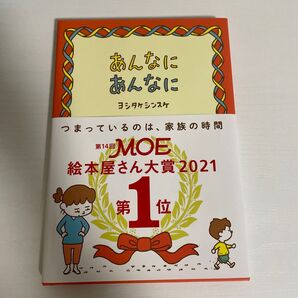 あんなに
あんなに
ヨシタケシンスケ
つまっているのは、家族の時間
第14回 MOE
絵本屋さん大賞2021
第1位